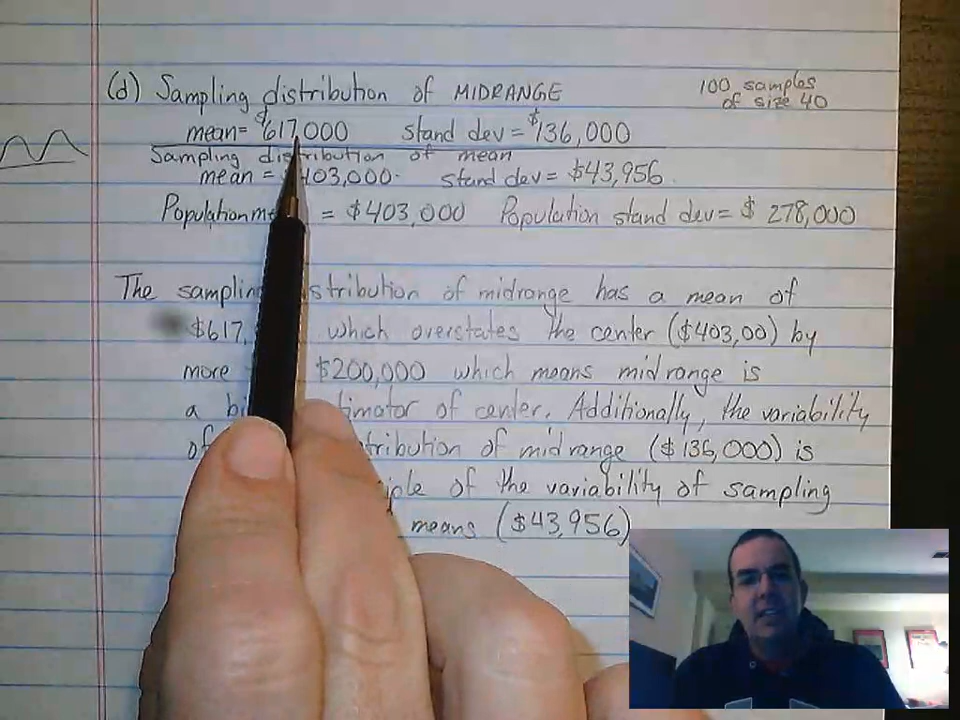 (d) Sampling distribution of MIDRANGE
100 samples
of size 40
mean= $617,000 stand dev = $136,000
Sampling distribution of mean
mean = $403,000. stand dev = $43,956.
Population = $403,000 Population stand dev = $ 278,000
The sampling distribution of midrange has a mean of
$617, which overstates the center ($403,00) by
more $200,000 which means midrange is
a estimator of center. Additionally, the variability
of distribution of midrange ($136,000) is
of the variability of sampling
means ($43,956)